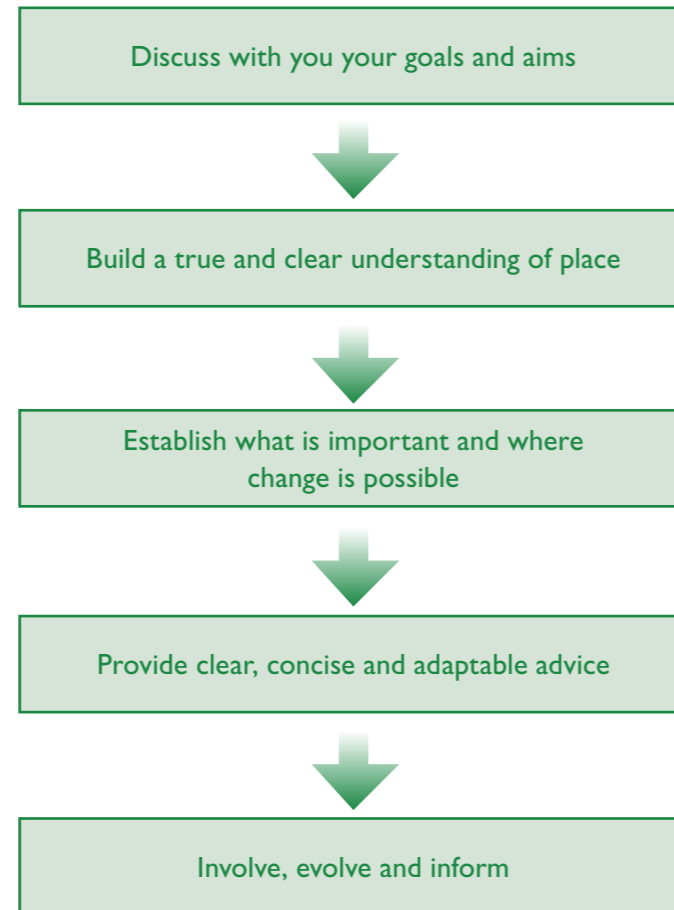 Discuss with you your goals and aims
Build a true and clear understanding of place
Establish what is important and where
change is possible
Provide clear, concise and adaptable advice
Involve, evolve and inform